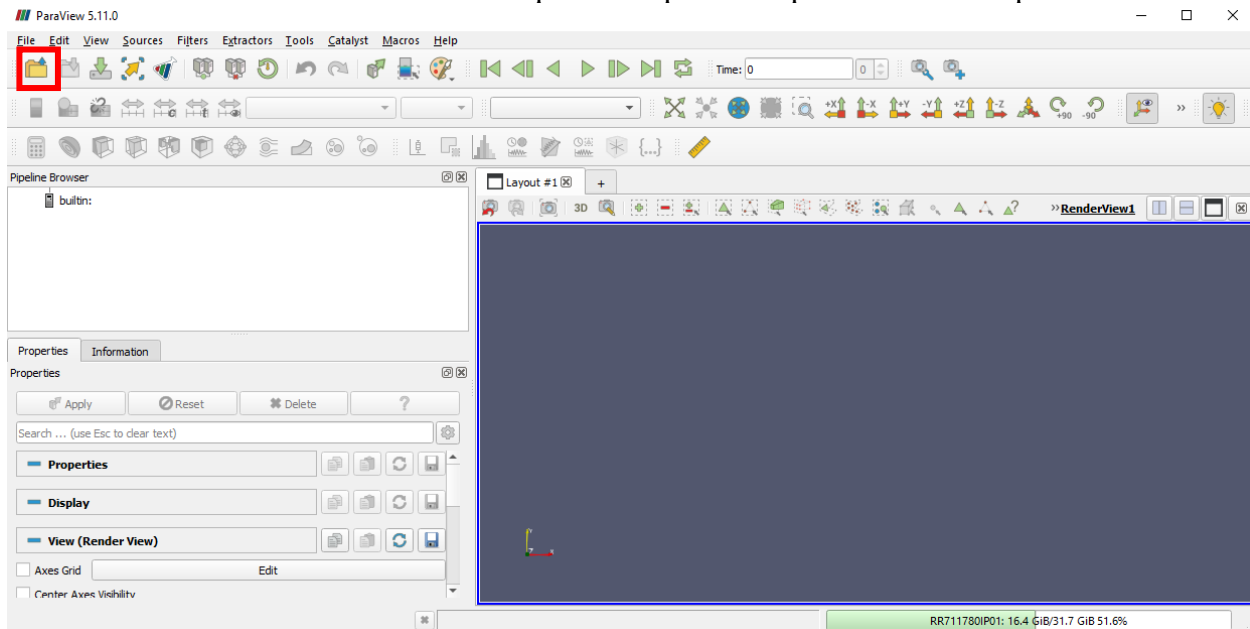 ParaView 5.11.0
File Edit View Sources Filters Extractors Tools Catalyst Macros Help
Time: 0 0
+X -X +Y -Y +Z -Z +90 -90 »
{...}
Pipeline Browser
builtin:
Layout #1 +
3D ? »RenderView1
Properties Information
Properties
Apply Reset Delete ?
Search ... (use Esc to clear text)
Properties
Display
View (Render View)
Axes Grid Edit
Center Axes Visibility
RR711780IP01: 16.4 GiB/31.7 GiB 51.6%